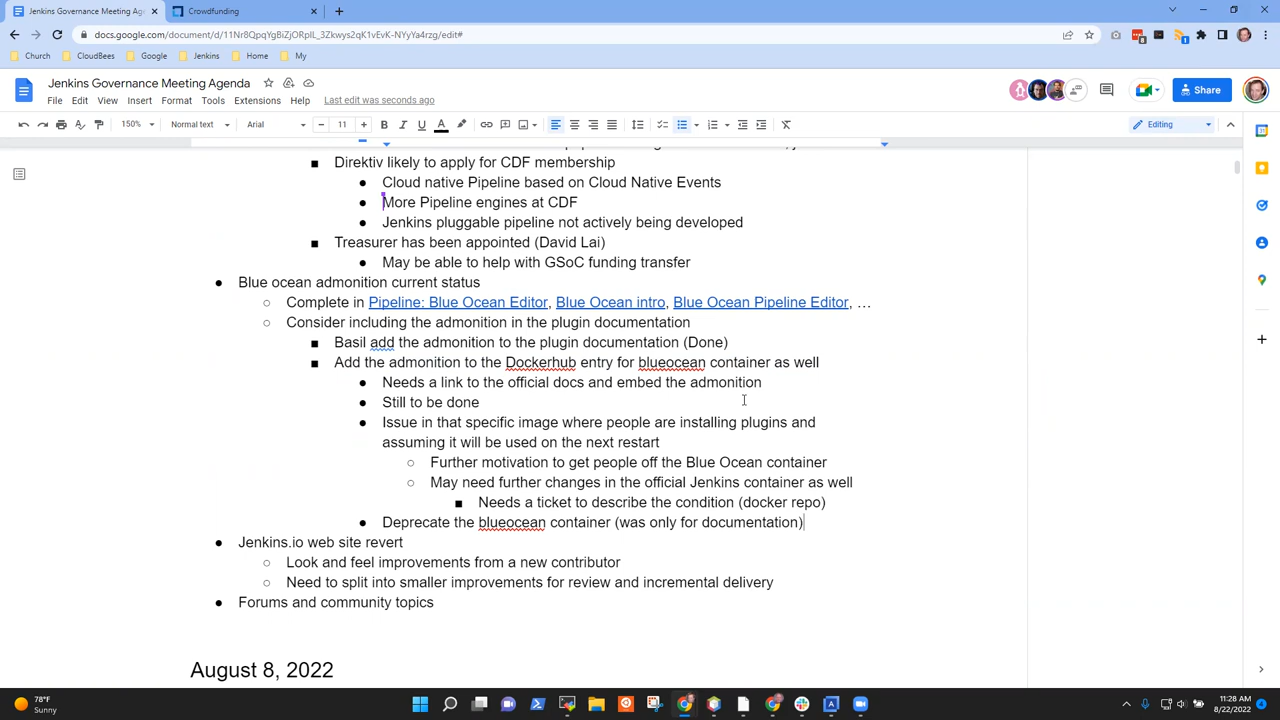 Jenkins Governance Meeting Age
Crowdfunding
docs.google.com/document/d/11Nr8QpqYgBiZjORpIL_3Zkwys2qK1vEvK-NYyYa4rzg/edit#
Church
CloudBees
Google
Jenkins
Home
My
Jenkins Governance Meeting Agenda
File Edit View Insert Format Tools Extensions Help Last edit was seconds ago
Share
150% Normal text Arial 11 Editing
Direktiv likely to apply for CDF membership
Cloud native Pipeline based on Cloud Native Events
More Pipeline engines at CDF
Jenkins pluggable pipeline not actively being developed
Treasurer has been appointed (David Lai)
May be able to help with GSoC funding transfer
Blue ocean admonition current status
Complete in Pipeline: Blue Ocean Editor, Blue Ocean intro, Blue Ocean Pipeline Editor, …
Consider including the admonition in the plugin documentation
Basil add the admonition to the plugin documentation (Done)
Add the admonition to the Dockerhub entry for blueocean container as well
Needs a link to the official docs and embed the admonition
Still to be done
Issue in that specific image where people are installing plugins and
assuming it will be used on the next restart
Further motivation to get people off the Blue Ocean container
May need further changes in the official Jenkins container as well
Needs a ticket to describe the condition (docker repo)
Deprecate the blueocean container (was only for documentation)
Jenkins.io web site revert
Look and feel improvements from a new contributor
Need to split into smaller improvements for review and incremental delivery
Forums and community topics
August 8, 2022
78°F
Sunny
11:28 AM
8/22/2022